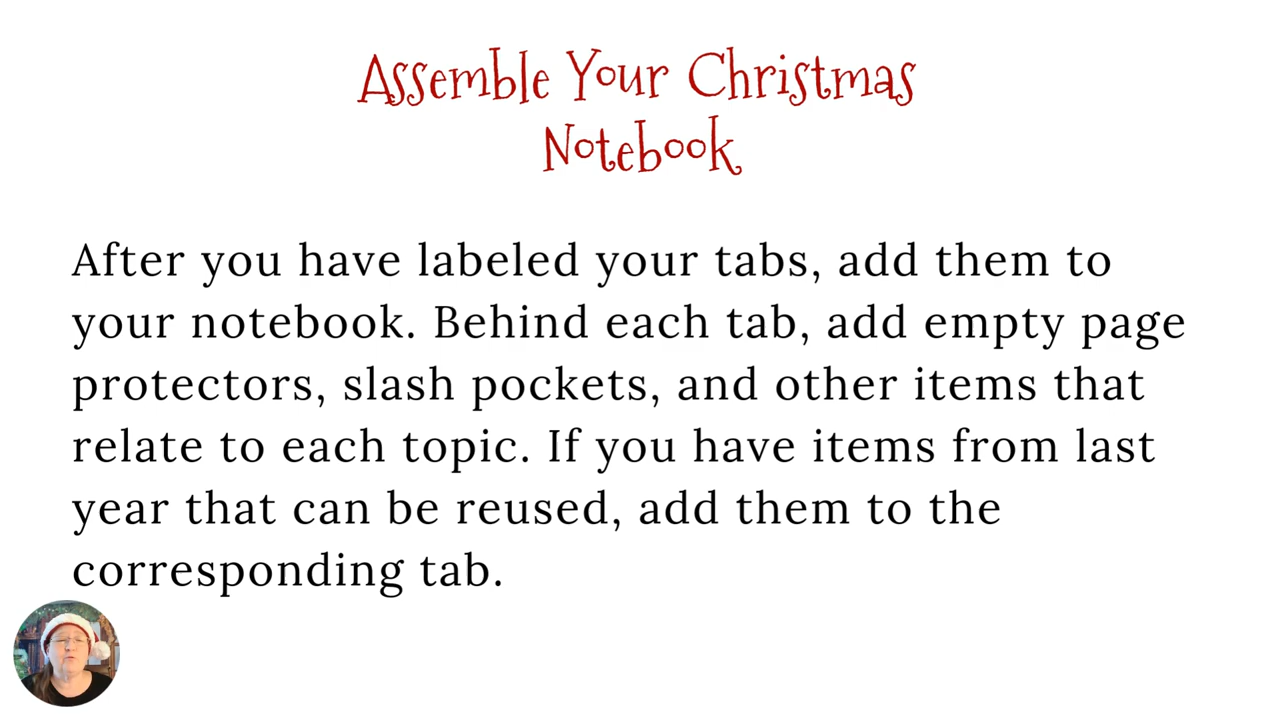 Assemble Your Christmas
Notebook
After you have labeled your tabs, add them to
your notebook. Behind each tab, add empty page
protectors, slash pockets, and other items that
relate to each topic. If you have items from last
year that can be reused, add them to the
corresponding tab.